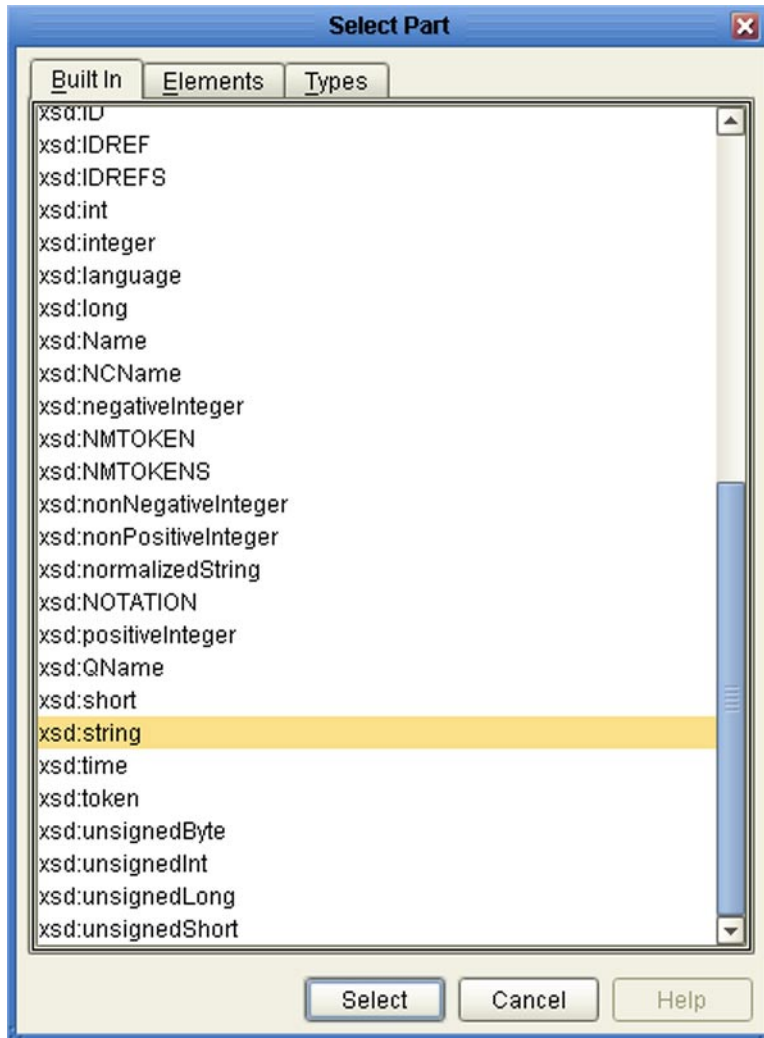 Select Part
Built In Elements Types
xsd:ID
xsd:IDREF
xsd:IDREFS
xsd:int
xsd:integer
xsd:language
xsd:long
xsd:Name
xsd:NCName
xsd:negativeInteger
xsd:NMTOKEN
xsd:NMTOKENS
xsd:nonNegativeInteger
xsd:nonPositiveInteger
xsd:normalizedString
xsd:NOTATION
xsd:positiveInteger
xsd:QName
xsd:short
xsd:string
xsd:time
xsd:token
xsd:unsignedByte
xsd:unsignedInt
xsd:unsignedLong
xsd:unsignedShort
Select Cancel Help